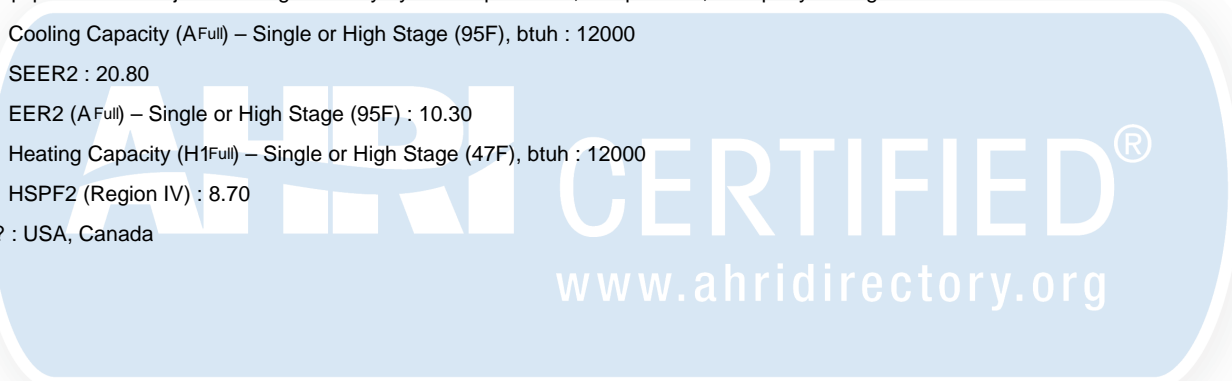 Cooling Capacity (AFull) – Single or High Stage (95F), btuh : 12000
SEER2 : 20.80
EER2 (AFull) – Single or High Stage (95F) : 10.30
Heating Capacity (H1Full) – Single or High Stage (47F), btuh : 12000
HSPF2 (Region IV) : 8.70
? : USA, Canada
AHRI CERTIFIED®
www.ahridirectory.org